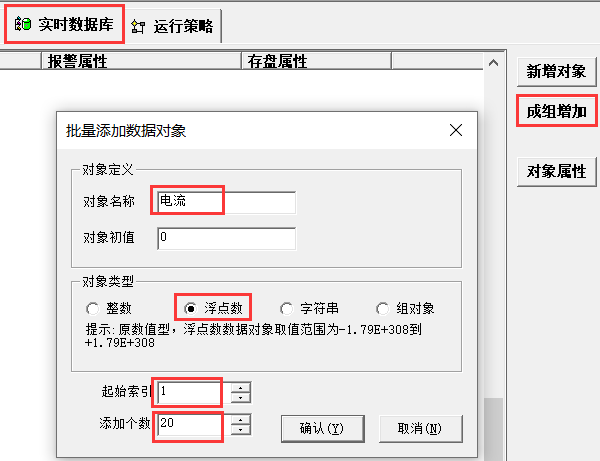 实时数据库 运行策略
报警属性 存盘属性
新增对象
成组增加
对象属性
批量添加数据对象
对象定义
对象名称 电流
对象初值 0
对象类型
整数 浮点数 字符串 组对象
提示:原数值型，浮点数数据对象取值范围为-1.79E+308到
+1.79E+308
起始索引 1
添加个数 20
确认(Y) 取消(N)